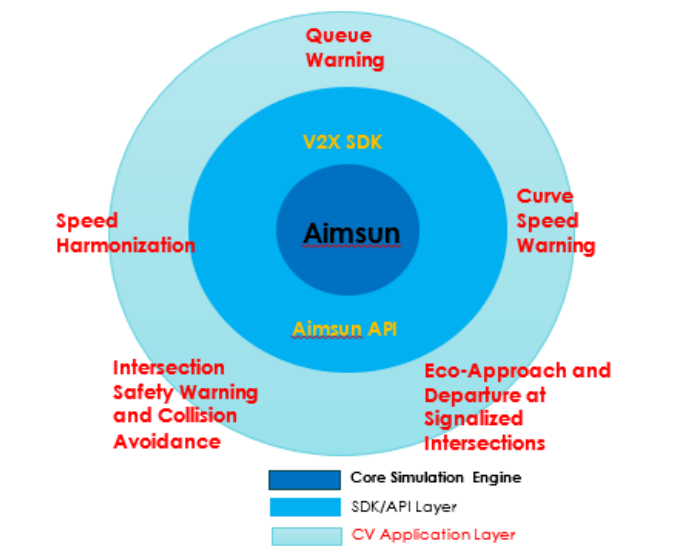 Queue
Warning
V2X SDK
Curve
Speed
Warning
Speed
Harmonization
Aimsun
Aimsun API
Intersection
Safety Warning
and Collision
Avoidance
Eco-Approach and
Departure at
Signalized
Intersections
Core Simulation Engine
SDK/API Layer
CV Application Layer